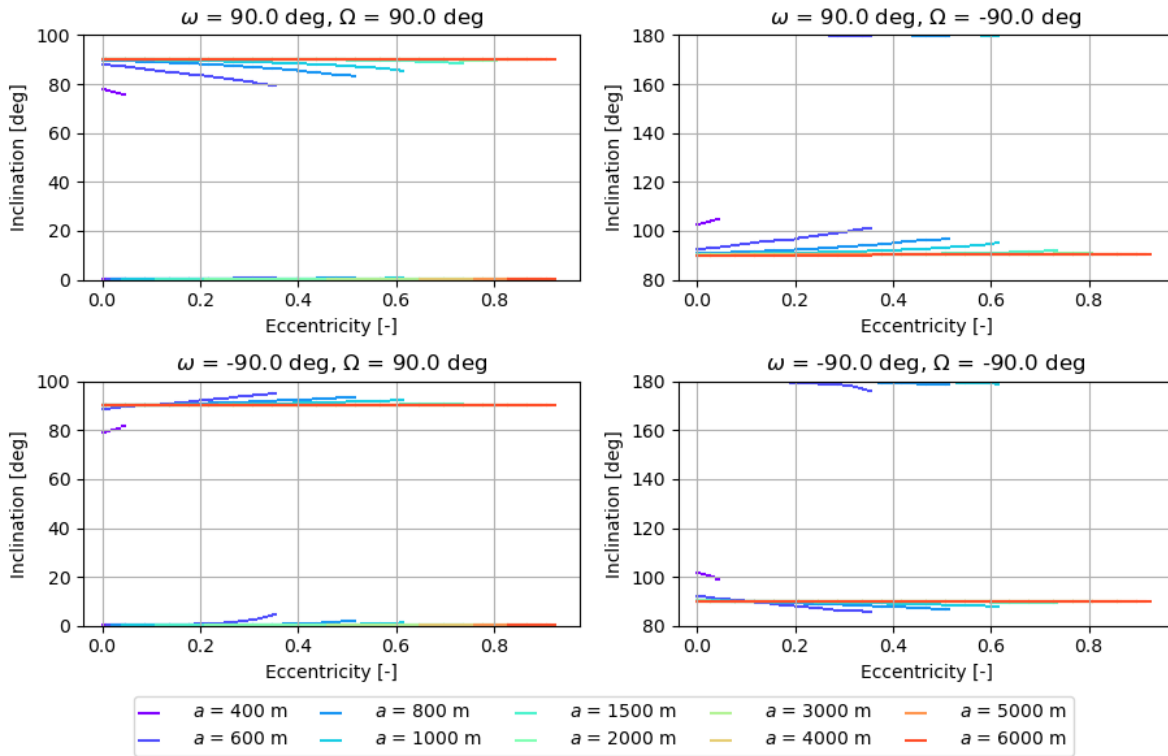 ω = 90.0 deg, Ω = 90.0 deg
100
80
60
40
20
0
Inclination [deg]
0.0 0.2 0.4 0.6 0.8
Eccentricity [-]
ω = 90.0 deg, Ω = -90.0 deg
180
160
140
120
100
80
Inclination [deg]
0.0 0.2 0.4 0.6 0.8
Eccentricity [-]
ω = -90.0 deg, Ω = 90.0 deg
100
80
60
40
20
0
Inclination [deg]
0.0 0.2 0.4 0.6 0.8
Eccentricity [-]
ω = -90.0 deg, Ω = -90.0 deg
180
160
140
120
100
80
Inclination [deg]
0.0 0.2 0.4 0.6 0.8
Eccentricity [-]
a = 400 m a = 800 m a = 1500 m a = 3000 m a = 5000 m
a = 600 m a = 1000 m a = 2000 m a = 4000 m a = 6000 m